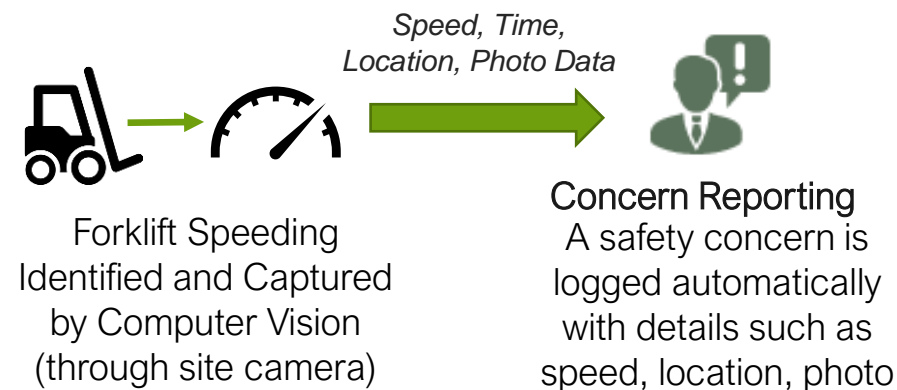 Speed, Time,
Location, Photo Data
Forklift Speeding
Identified and Captured
by Computer Vision
(through site camera)
Concern Reporting
A safety concern is
logged automatically
with details such as
speed, location, photo